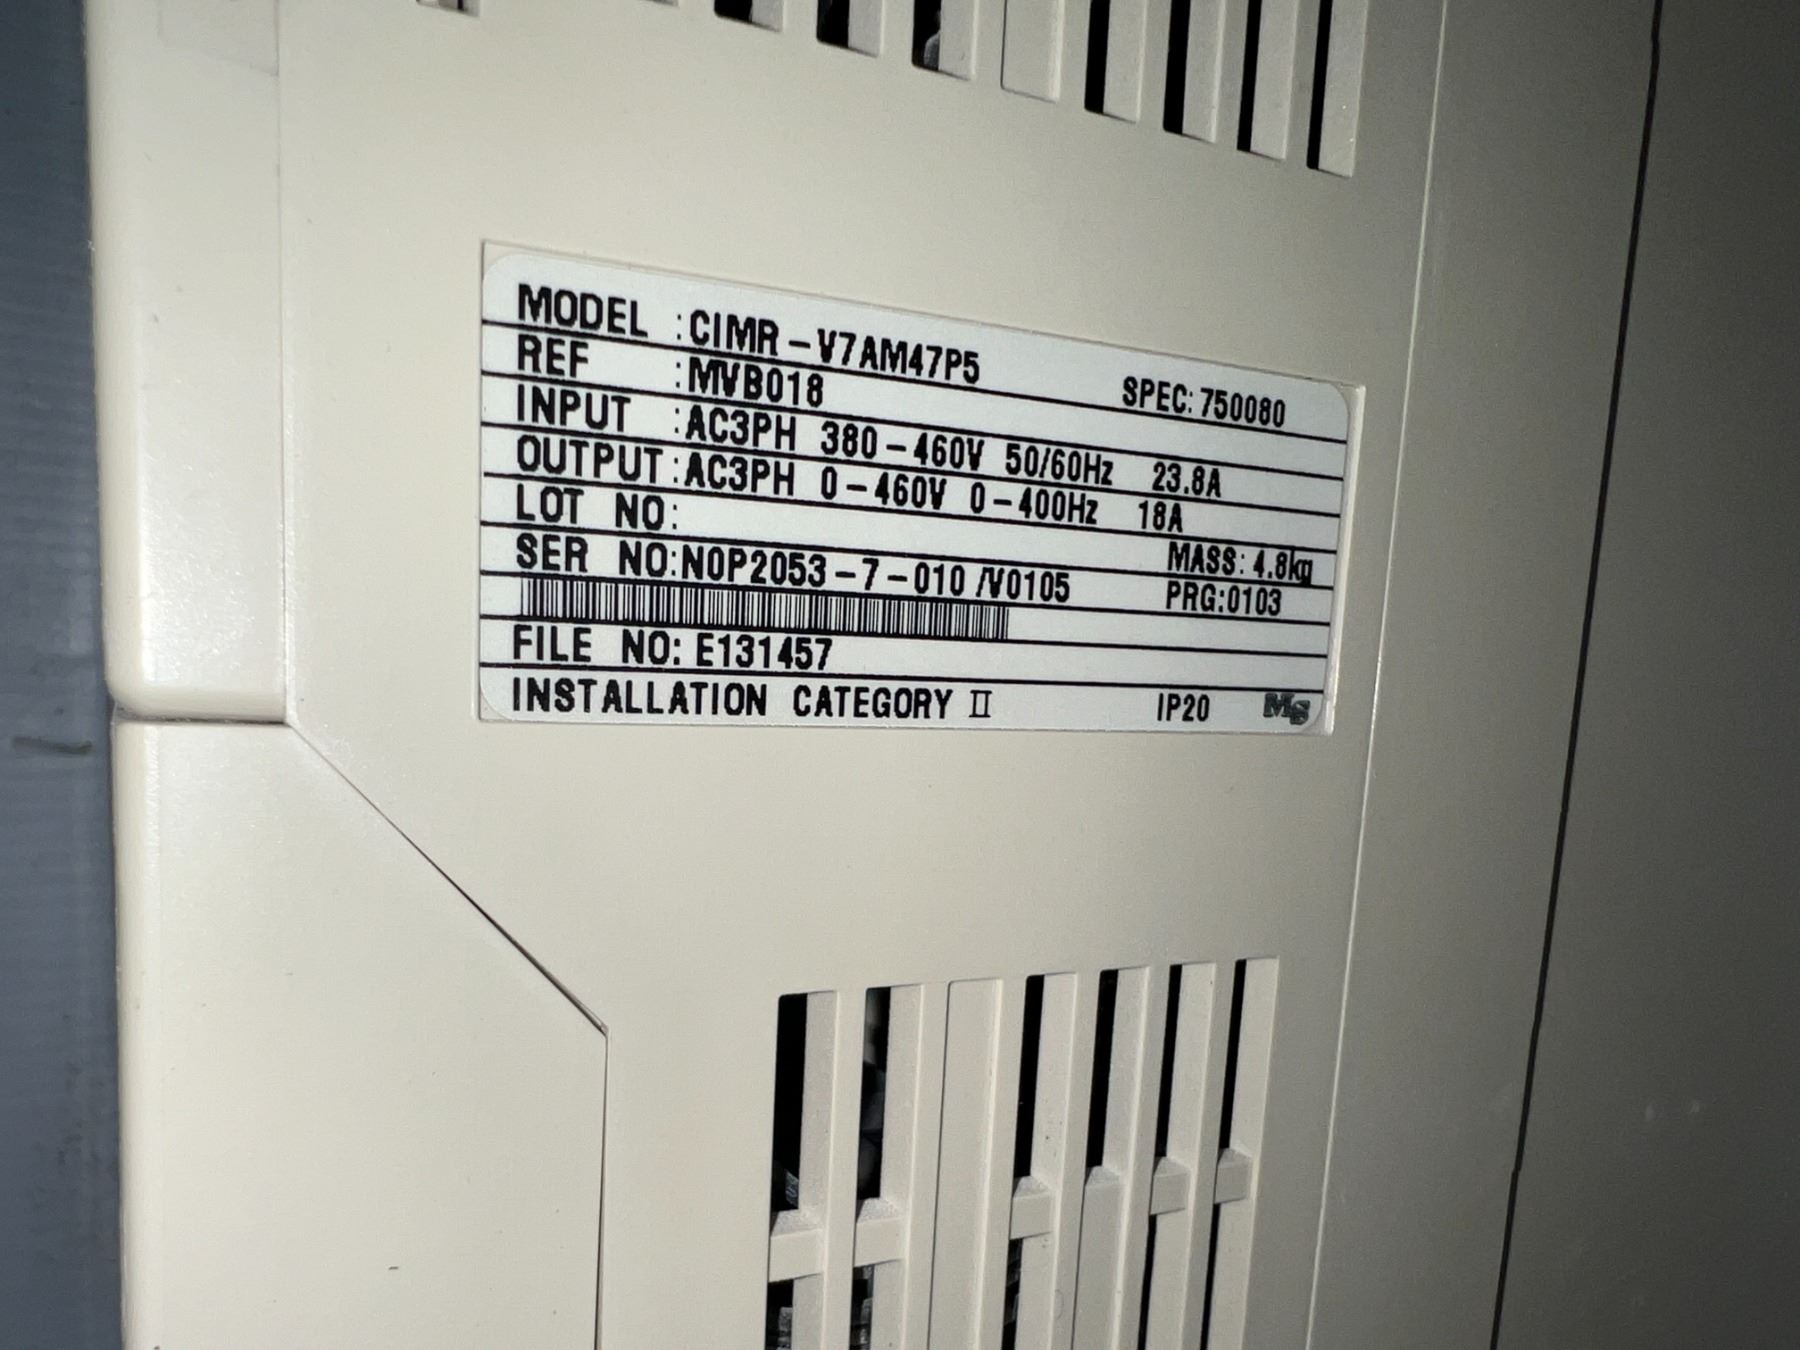 MODEL :CIMR-V7AM47P5 SPEC:750080
REF :MVB018
INPUT :AC3PH 380-460V 50/60Hz 23.8A
OUTPUT:AC3PH 0-460V 0-400Hz 18A
LOT NO: MASS: 4.8kg
SER NO:N0P2053-7-010/V0105 PRG:0103
FILE NO: E131457
INSTALLATION CATEGORY II IP20 MS